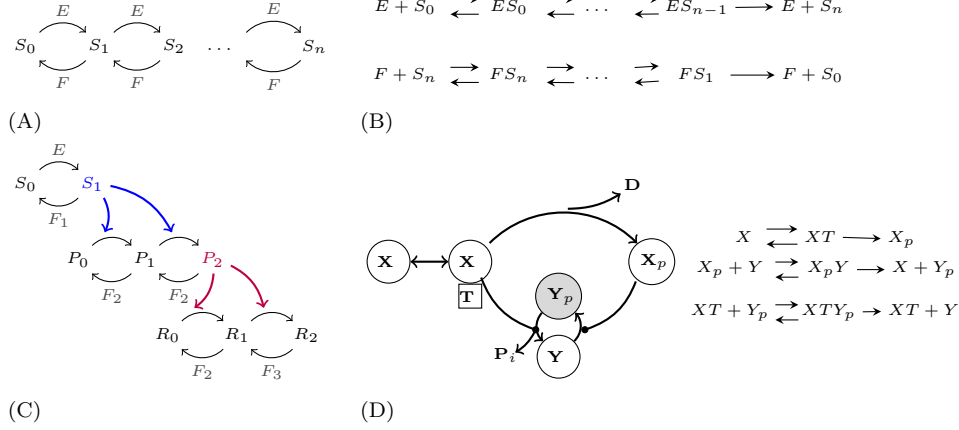 E E E
S₀ S₁ S₂ ... Sₙ
F F F
(A)
E + S₀ ⇌ ES₀ ⇌ ... ⇌ ESₙ₋₁ → E + Sₙ
F + Sₙ ⇌ FSₙ ⇌ ... ⇌ FS₁ → F + S₀
(B)
E
S₀ S₁
F₁
P₀ P₁ P₂
F₂ F₂
R₀ R₁ R₂
F₂ F₃
(C)
D
X X Xₚ
T Yₚ
Pᵢ Y
X ⇌ XT → Xₚ
Xₚ + Y ⇌ XₚY → X + Yₚ
XT + Yₚ ⇌ XTYₚ → XT + Y
(D)